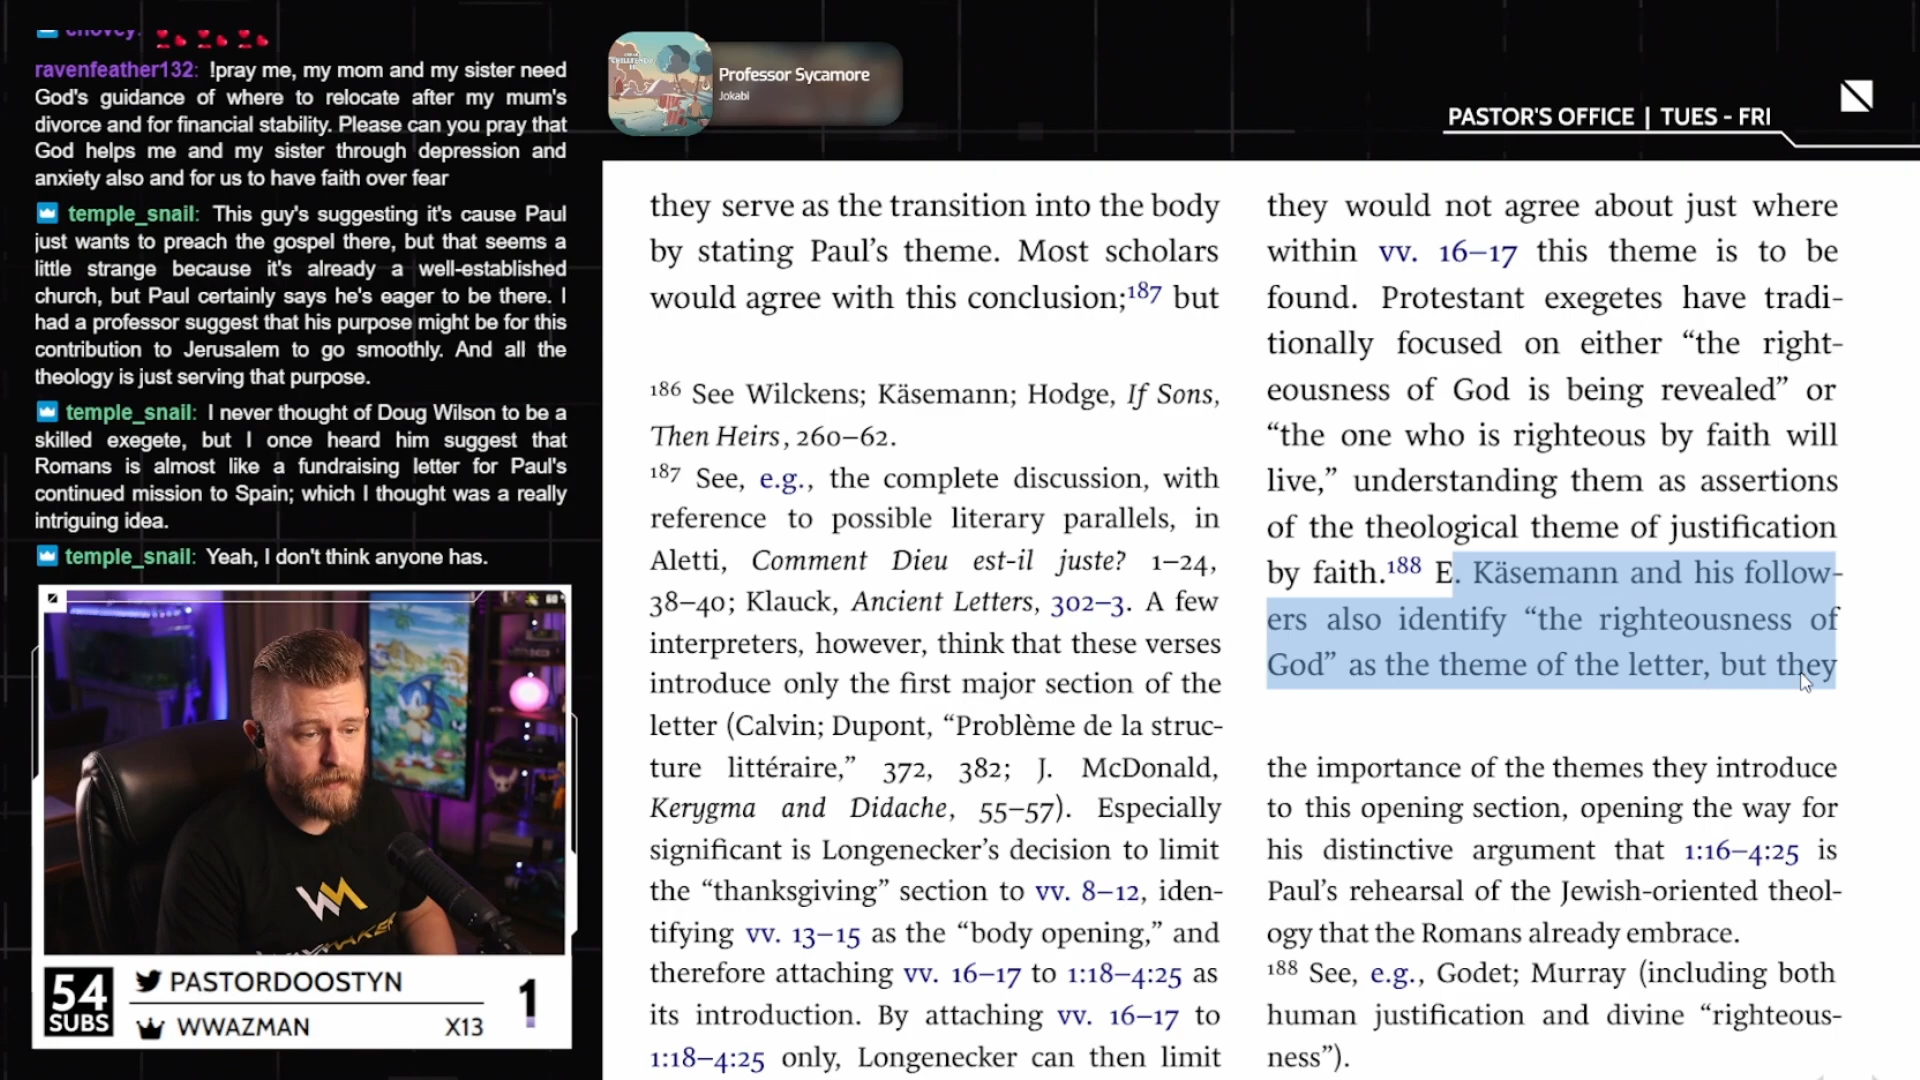 chovey:
ravenfeather132: !pray me, my mom and my sister need
God's guidance of where to relocate after my mum's
divorce and for financial stability. Please can you pray that
God helps me and my sister through depression and
anxiety also and for us to have faith over fear
temple_snail: This guy's suggesting it's cause Paul
just wants to preach the gospel there, but that seems a
little strange because it's already a well-established
church, but Paul certainly says he's eager to be there. I
had a professor suggest that his purpose might be for this
contribution to Jerusalem to go smoothly. And all the
theology is just serving that purpose.
temple_snail: I never thought of Doug Wilson to be a
skilled exegete, but I once heard him suggest that
Romans is almost like a fundraising letter for Paul's
continued mission to Spain; which I thought was a really
intriguing idea.
temple_snail: Yeah, I don't think anyone has.
WM
54
SUBS
PASTORDOOSTYN
WWAZMAN X13
1
Professor Sycamore
Jokabi
PASTOR'S OFFICE | TUES - FRI
they serve as the transition into the body
by stating Paul’s theme. Most scholars
would agree with this conclusion;187 but
186 See Wilckens; Käsemann; Hodge, If Sons,
Then Heirs, 260–62.
187 See, e.g., the complete discussion, with
reference to possible literary parallels, in
Aletti, Comment Dieu est-il juste? 1–24,
38–40; Klauck, Ancient Letters, 302–3. A few
interpreters, however, think that these verses
introduce only the first major section of the
letter (Calvin; Dupont, “Problème de la struc-
ture littéraire,” 372, 382; J. McDonald,
Kerygma and Didache, 55–57). Especially
significant is Longenecker’s decision to limit
the “thanksgiving” section to vv. 8–12, iden-
tifying vv. 13–15 as the “body opening,” and
therefore attaching vv. 16–17 to 1:18–4:25 as
its introduction. By attaching vv. 16–17 to
1:18–4:25 only, Longenecker can then limit
they would not agree about just where
within vv. 16–17 this theme is to be
found. Protestant exegetes have tradi-
tionally focused on either “the right-
eousness of God is being revealed” or
“the one who is righteous by faith will
live,” understanding them as assertions
of the theological theme of justification
by faith.188 E. Käsemann and his follow-
ers also identify “the righteousness of
God” as the theme of the letter, but they
the importance of the themes they introduce
to this opening section, opening the way for
his distinctive argument that 1:16–4:25 is
Paul’s rehearsal of the Jewish-oriented theol-
ogy that the Romans already embrace.
188 See, e.g., Godet; Murray (including both
human justification and divine “righteous-
ness”).